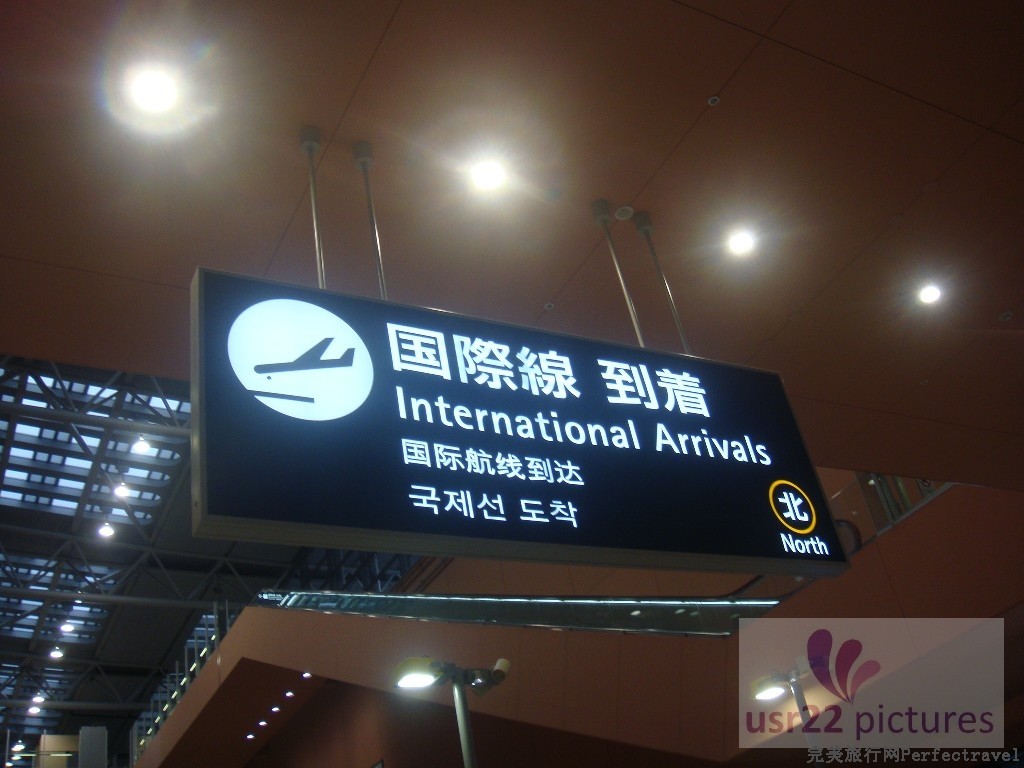 国際線 到着
International Arrivals
国际航线到达
국제선 도착
北
North
usr22 pictures
完美旅行网Perfectravel